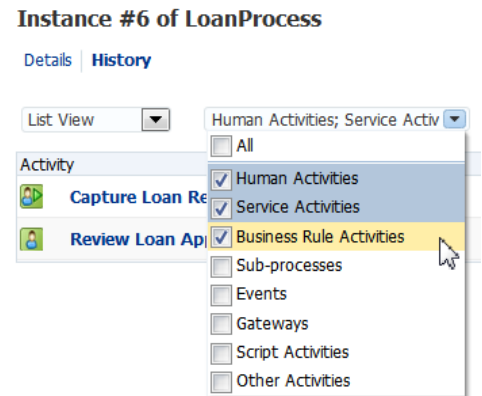 Instance #6 of LoanProcess
Details History
List View
Human Activities; Service Activ
All
Activity
Human Activities
Capture Loan Re
Service Activities
Review Loan App
Business Rule Activities
Sub-processes
Events
Gateways
Script Activities
Other Activities